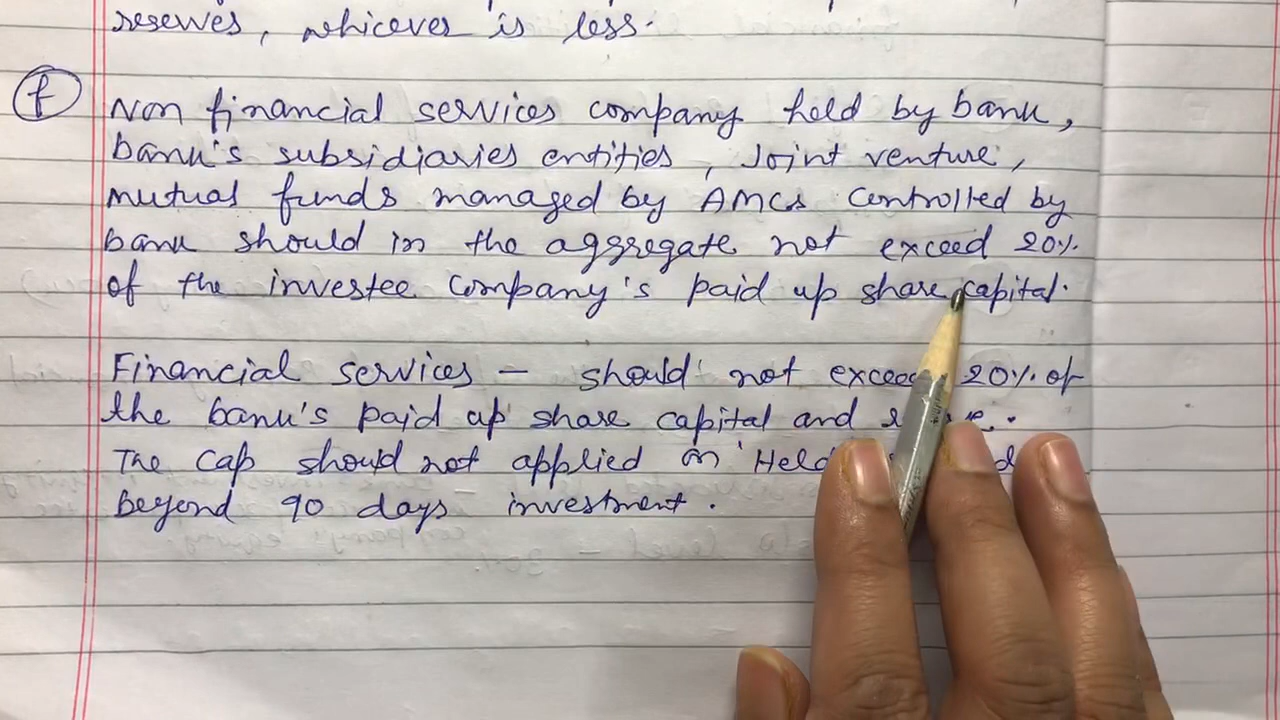 reserves, whicever is less.
f Non financial services company held by bank,
bank's subsidiaries entities, Joint venture,
mutual funds managed by AMCs controlled by
bank should in the aggregate not exceed 20%
of the investee company's paid up share capital.
Financial services - should not exceed 20% of
the bank's paid up share capital and
The cap should not applied on 'Held
beyond 90 days investment.